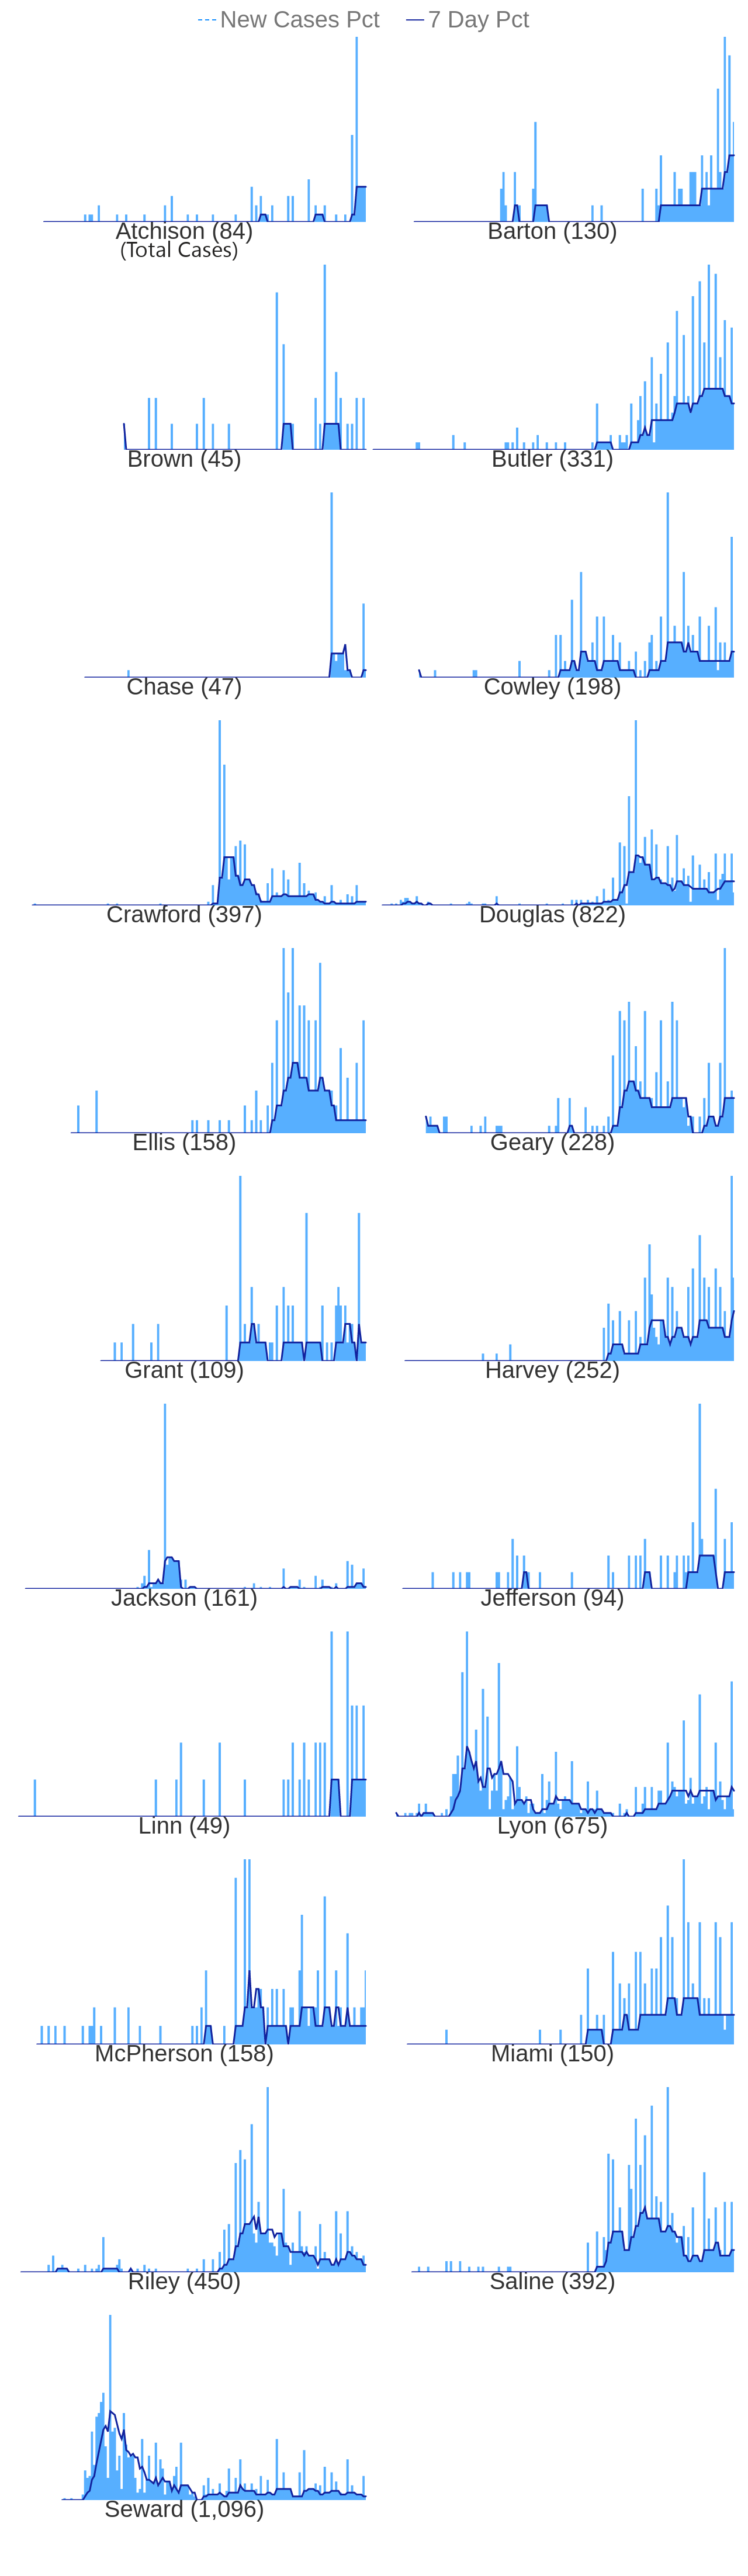 New Cases Pct 7 Day Pct
Atchison (84) Barton (130)
(Total Cases)
Brown (45) Butler (331)
Chase (47) Cowley (198)
Crawford (397) Douglas (822)
Ellis (158) Geary (228)
Grant (109) Harvey (252)
Jackson (161) Jefferson (94)
Linn (49) Lyon (675)
McPherson (158) Miami (150)
Riley (450) Saline (392)
Seward (1,096)